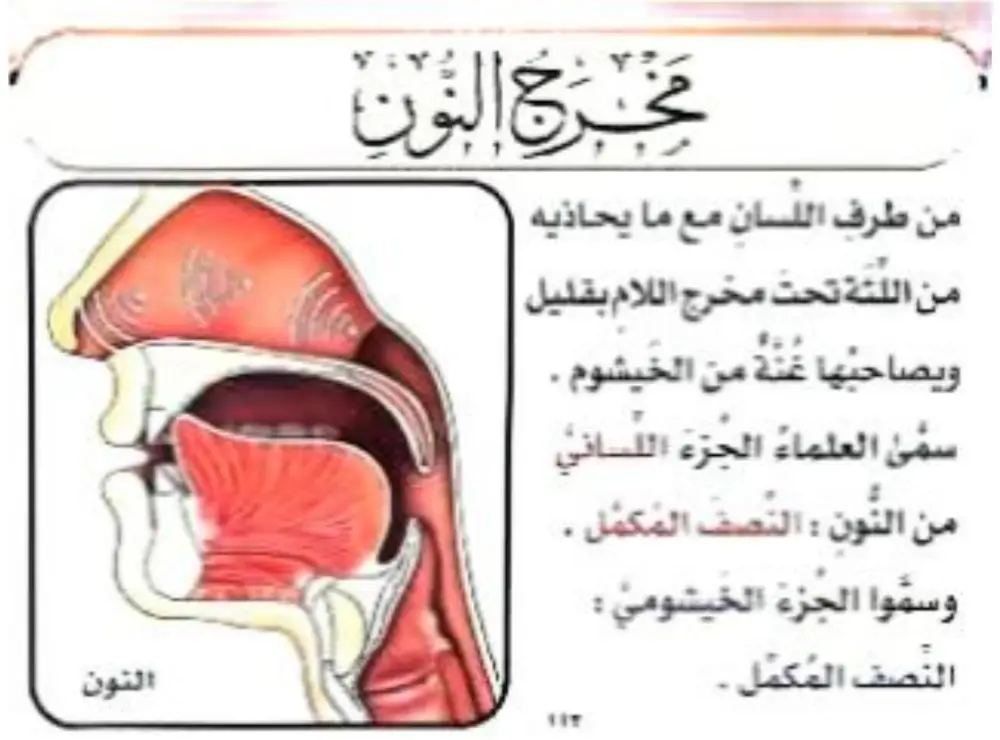 مَخْرَجُ النُّونِ
من طرفِ اللِّسانِ مع ما يحاذيه
من اللِّثَة تحتَ مخرجِ اللامِ بقليل
ويصاحبُها غُنَّةٌ من الخَيشوم .
سمَّىٰ العلماءُ الجُزءَ اللِّسانيَّ
من النُّونِ : النِّصفَ المُكمَّل .
وسمَّوا الجُزءَ الخَيشوميَّ :
النِّصفَ المُكمِّل .
النون
١١٣